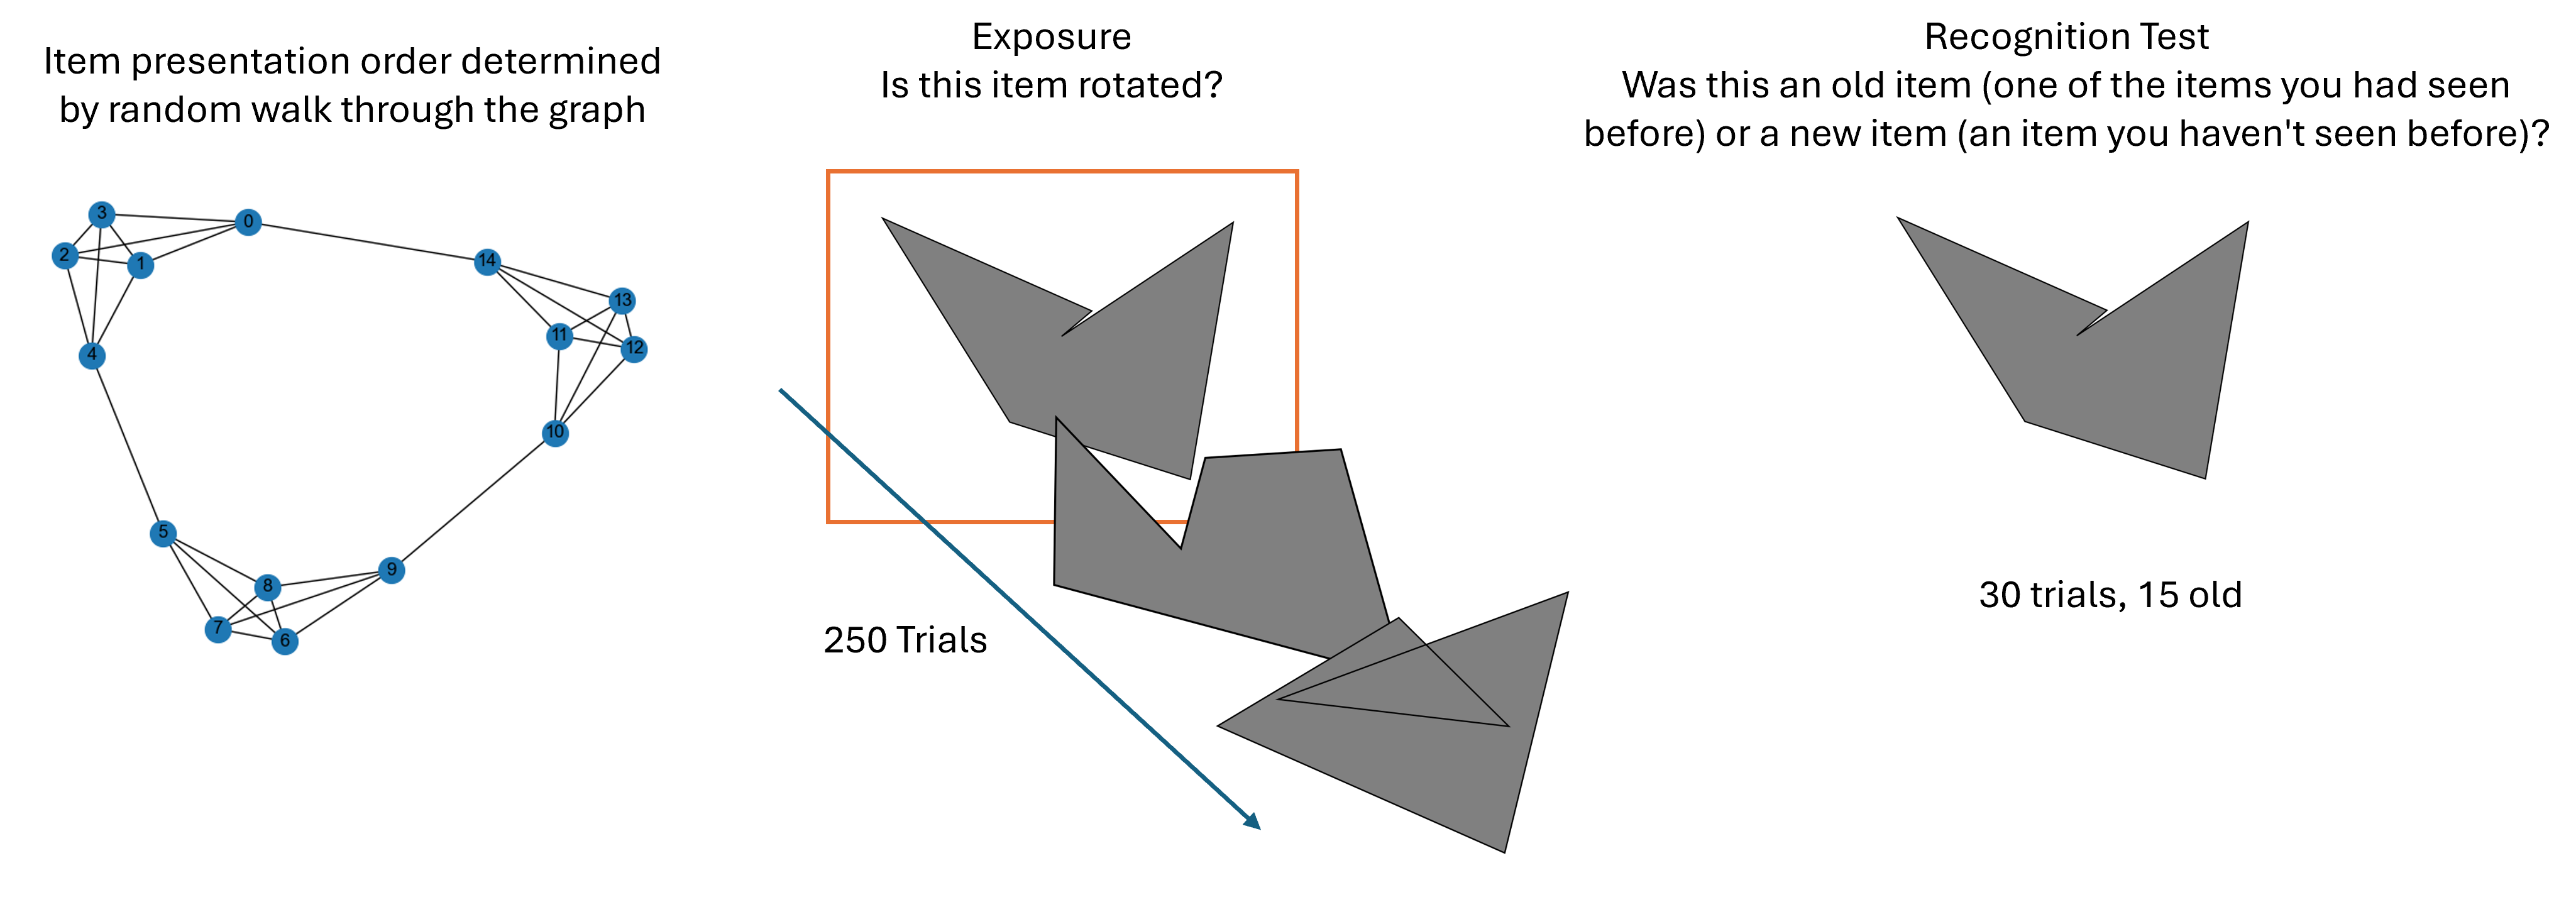 Item presentation order determined
by random walk through the graph
3
0
2
1
14
13
11
12
4
10
5
9
8
7
6
Exposure
Is this item rotated?
250 Trials
Recognition Test
Was this an old item (one of the items you had seen
before) or a new item (an item you haven't seen before)?
30 trials, 15 old